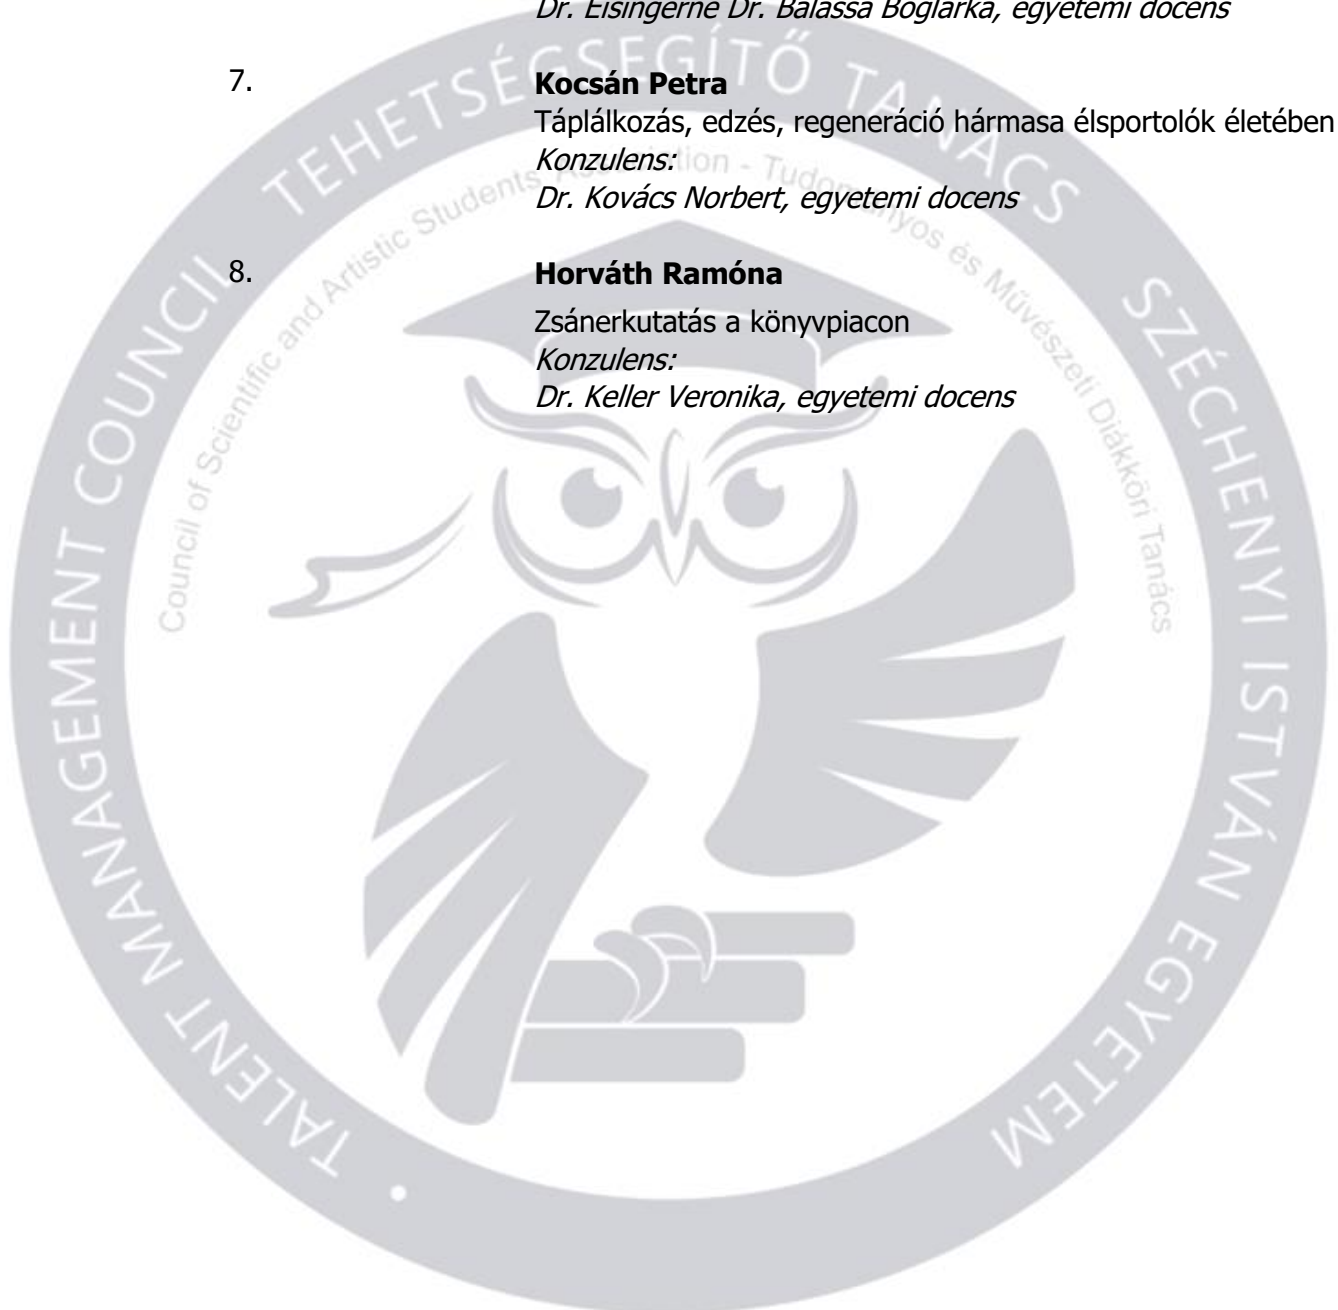 Dr. Eisingerné Dr. Balassa Boglárka, egyetemi docens
7.
Kocsán Petra
Táplálkozás, edzés, regeneráció hármasa élsportolók életében
Konzulens:
Dr. Kovács Norbert, egyetemi docens
8.
Horváth Ramóna
Zsánerkutatás a könyvpiacon
Konzulens:
Dr. Keller Veronika, egyetemi docens
TEHETSÉGSEGÍTŐ TANÁCS SZÉCHENYI ISTVÁN EGYETEM
• TALENT MANAGEMENT COUNCIL
Council of Scientific and Artistic Students' Association - Tudományos és Művészeti Diákköri Tanács